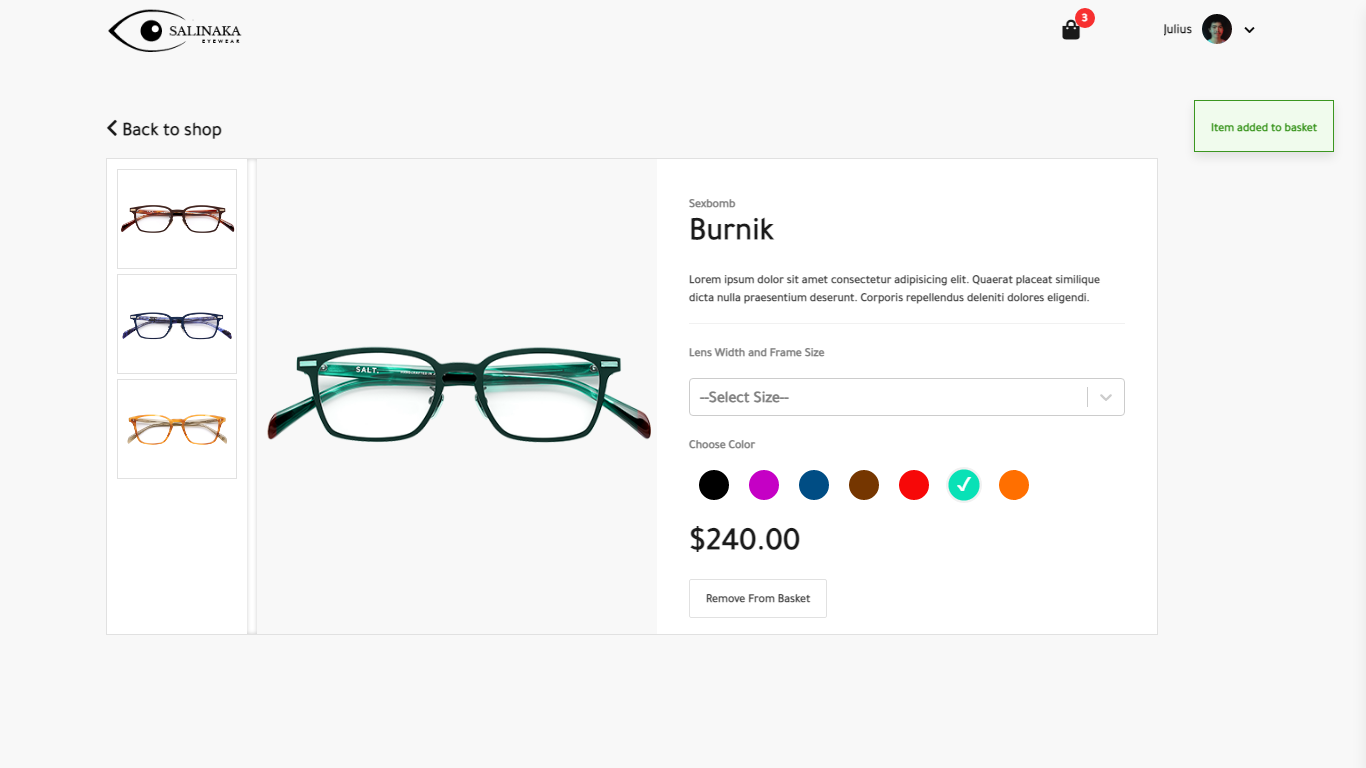 SALINAKA
EYEWEAR
3
Julius
Back to shop
Item added to basket
Sexbomb
Burnik
Lorem ipsum dolor sit amet consectetur adipisicing elit. Quaerat placeat similique
dicta nulla praesentium deserunt. Corporis repellendus deleniti dolores eligendi.
SALT.
Lens Width and Frame Size
--Select Size--
Choose Color
$240.00
Remove From Basket